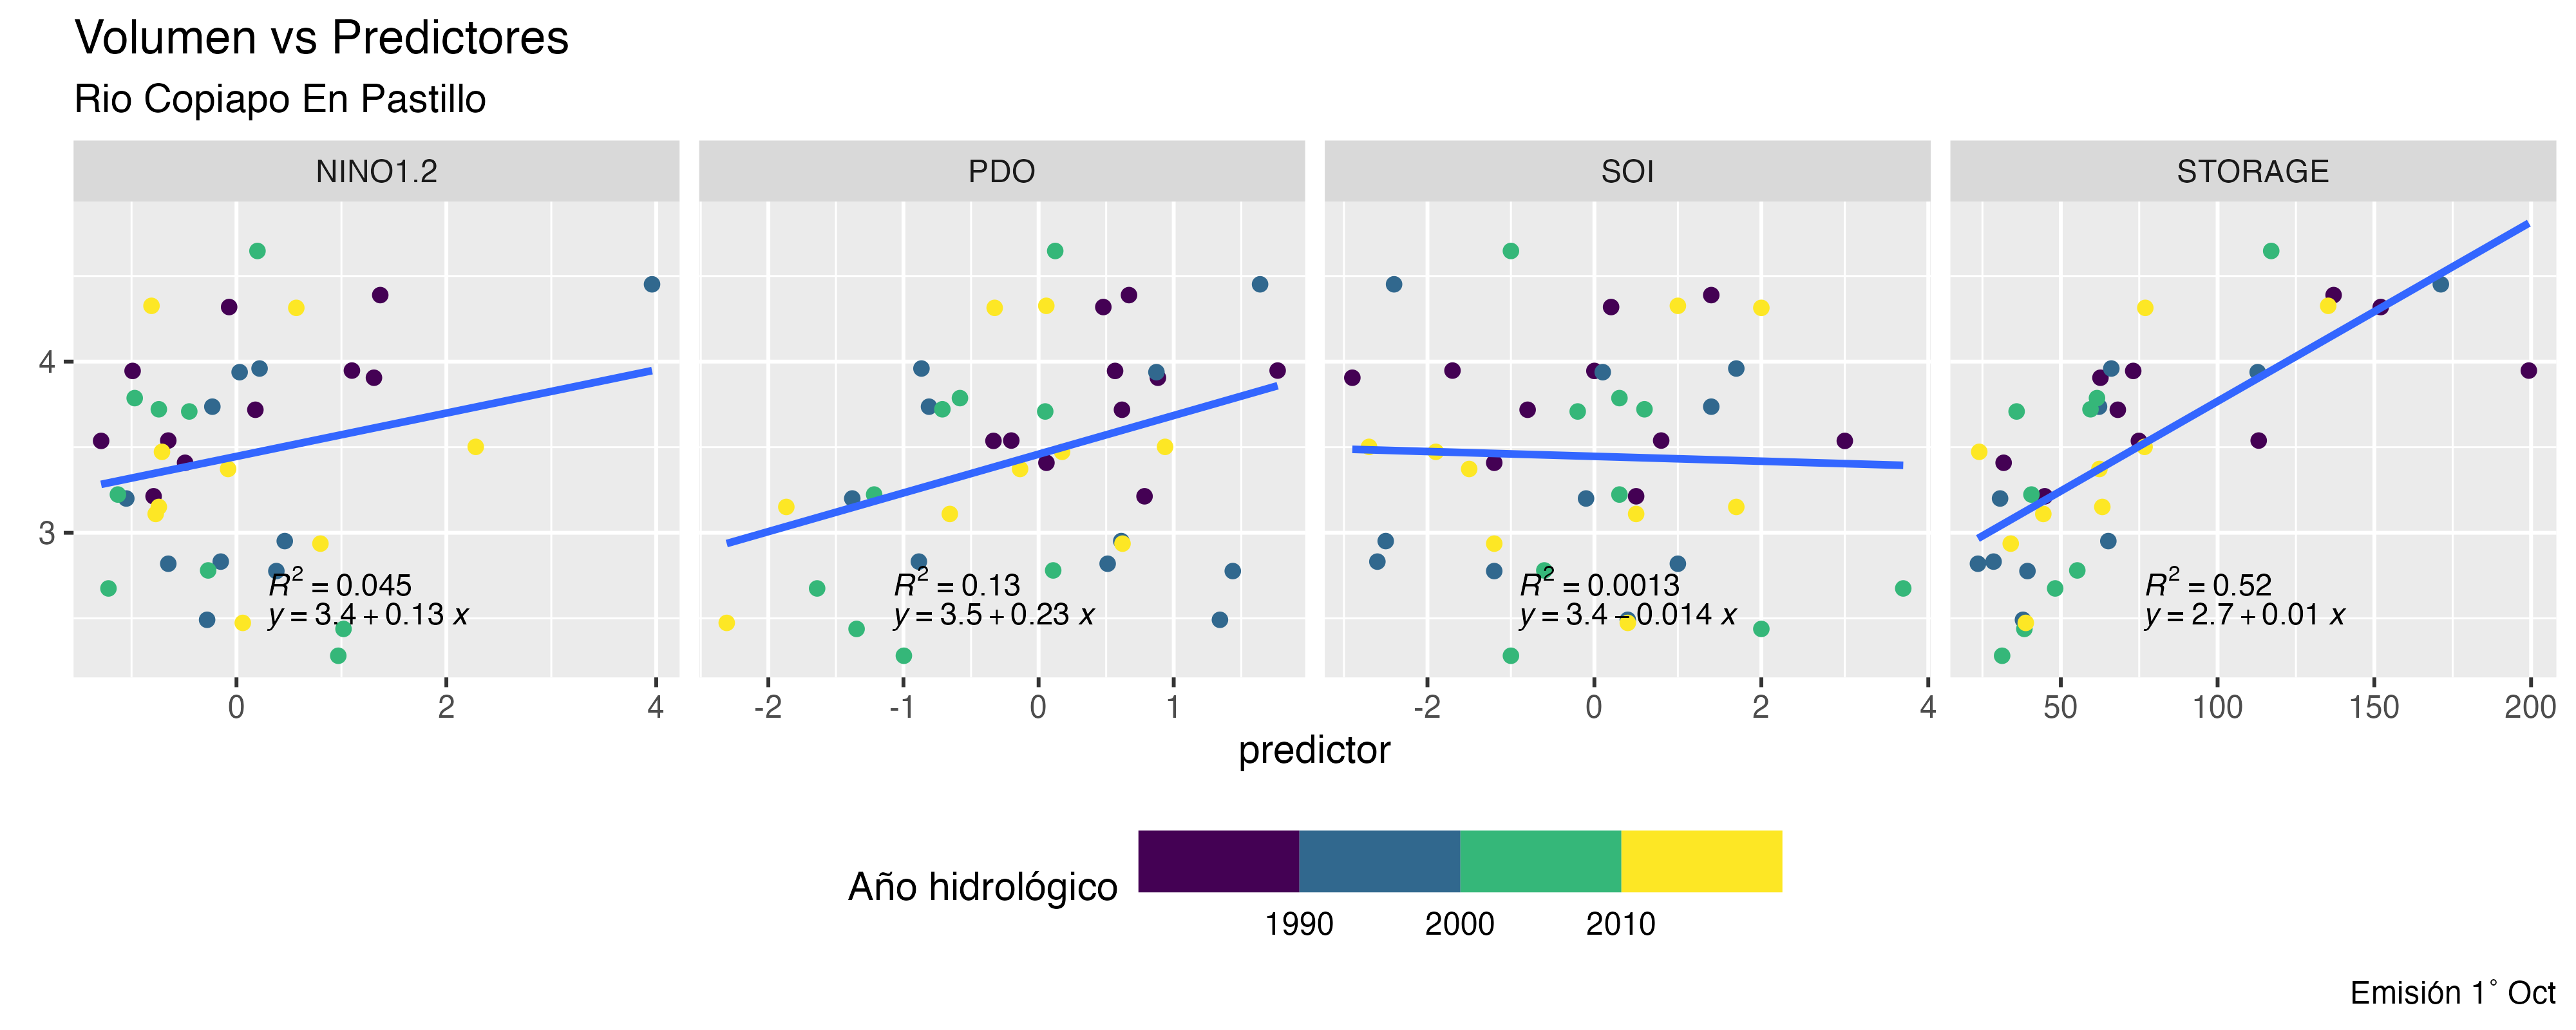 Volumen vs Predictores
Rio Copiapo En Pastillo
NINO1.2 PDO SOI STORAGE
4
3
R² = 0.045
y = 3.4 + 0.13 x
R² = 0.13
y = 3.5 + 0.23 x
R² = 0.0013
y = 3.4 − 0.014 x
R² = 0.52
y = 2.7 + 0.01 x
0 2 4 -2 -1 0 1 -2 0 2 4 50 100 150 200
predictor
Año hidrológico
1990 2000 2010
Emisión 1° Oct